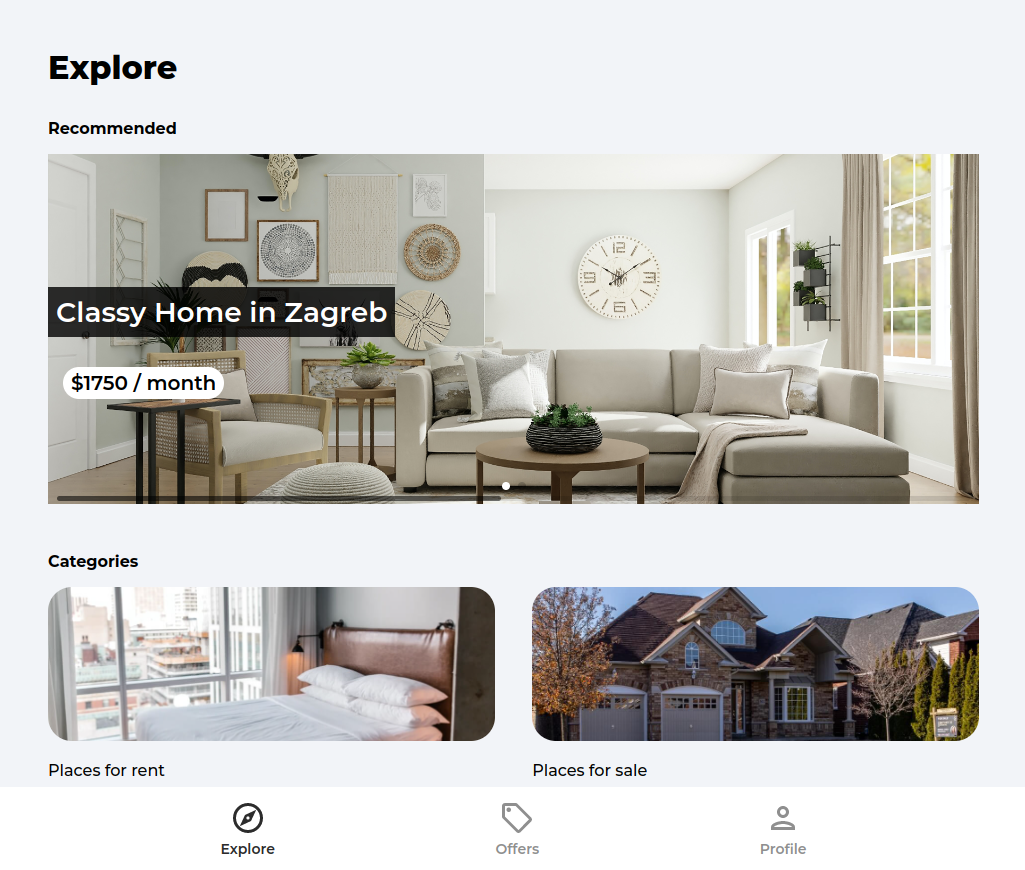 Explore
Recommended
Classy Home in Zagreb
$1750 / month
Categories
Places for rent
Places for sale
Explore
Offers
Profile